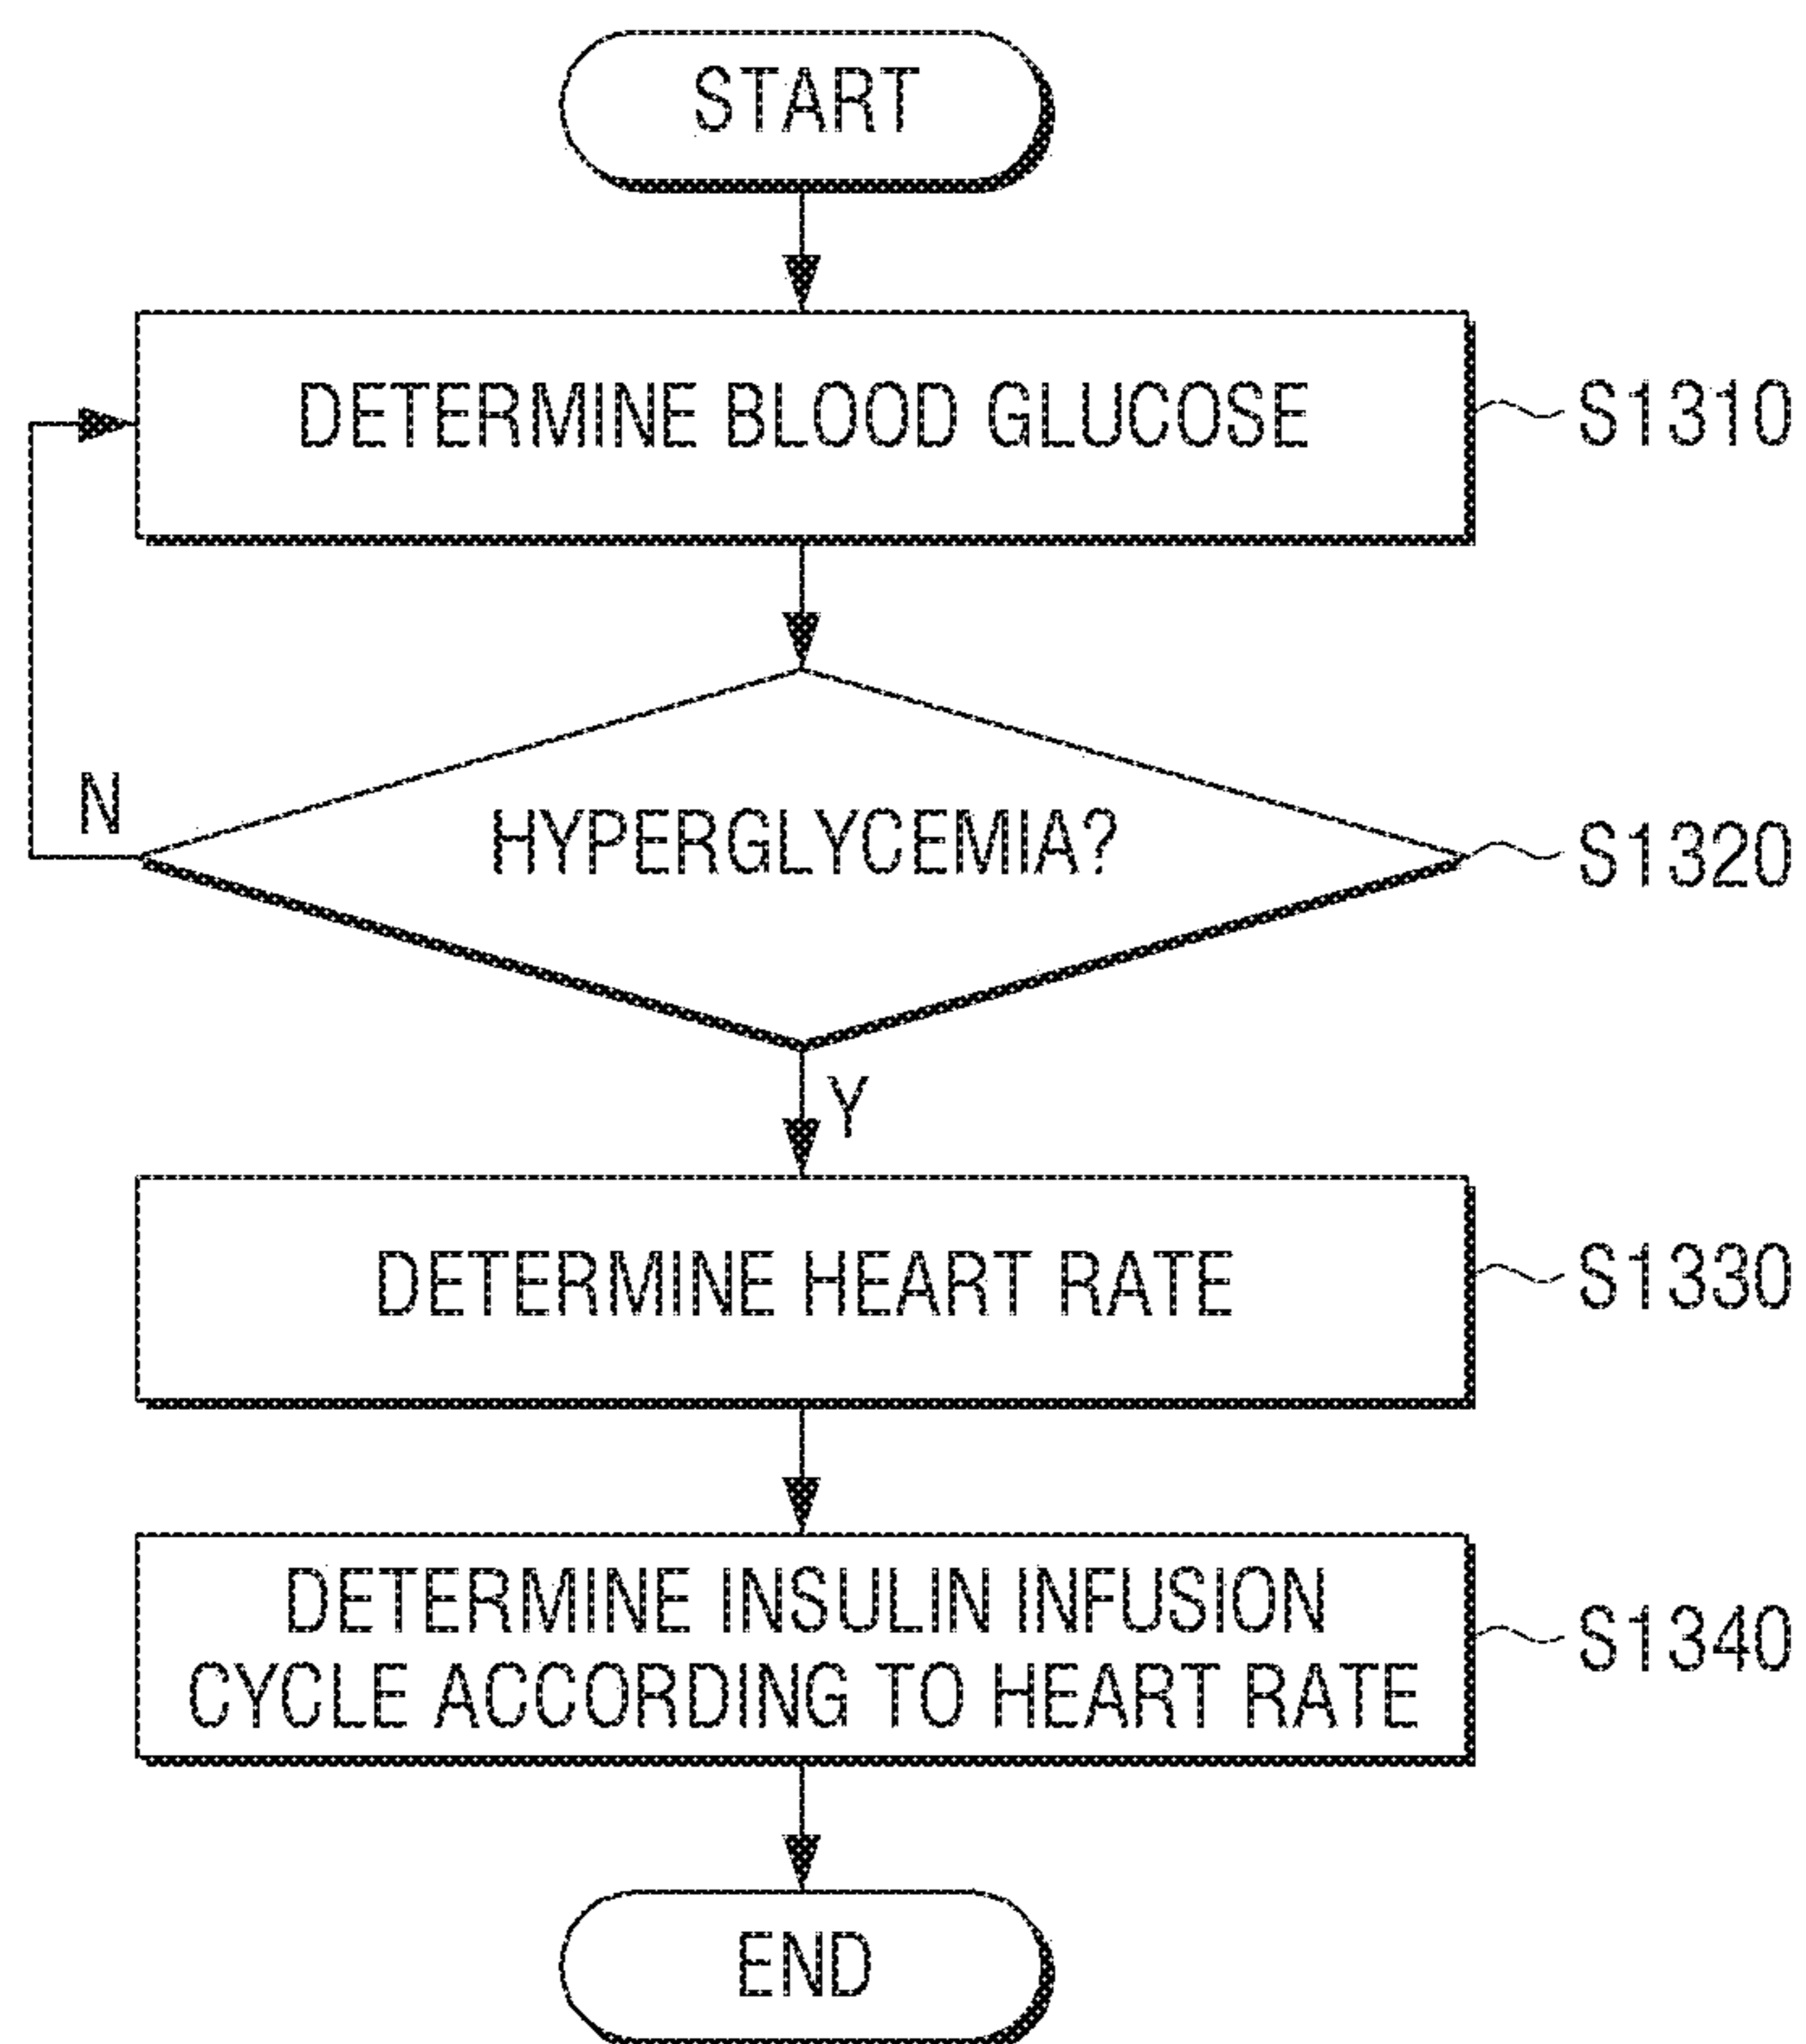 START
DETERMINE BLOOD GLUCOSE
S1310
HYPERGLYCEMIA?
S1320
N
Y
DETERMINE HEART RATE
S1330
DETERMINE INSULIN INFUSION
CYCLE ACCORDING TO HEART RATE
S1340
END